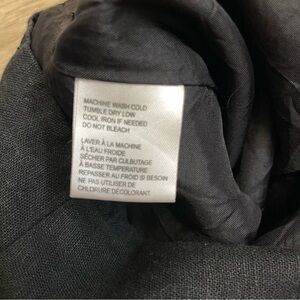 MACHINE WASH COLD
TUMBLE DRY LOW
COOL IRON IF NEEDED
DO NOT BLEACH
LAVER À LA MACHINE
À L'EAU FROIDE
SÉCHER PAR CULBUTAGE
À BASSE TEMPERATURE
REPASSER AU FROID SI BESOIN
NE PAS UTILISER DE
CHLORURE DÉCOLORANT